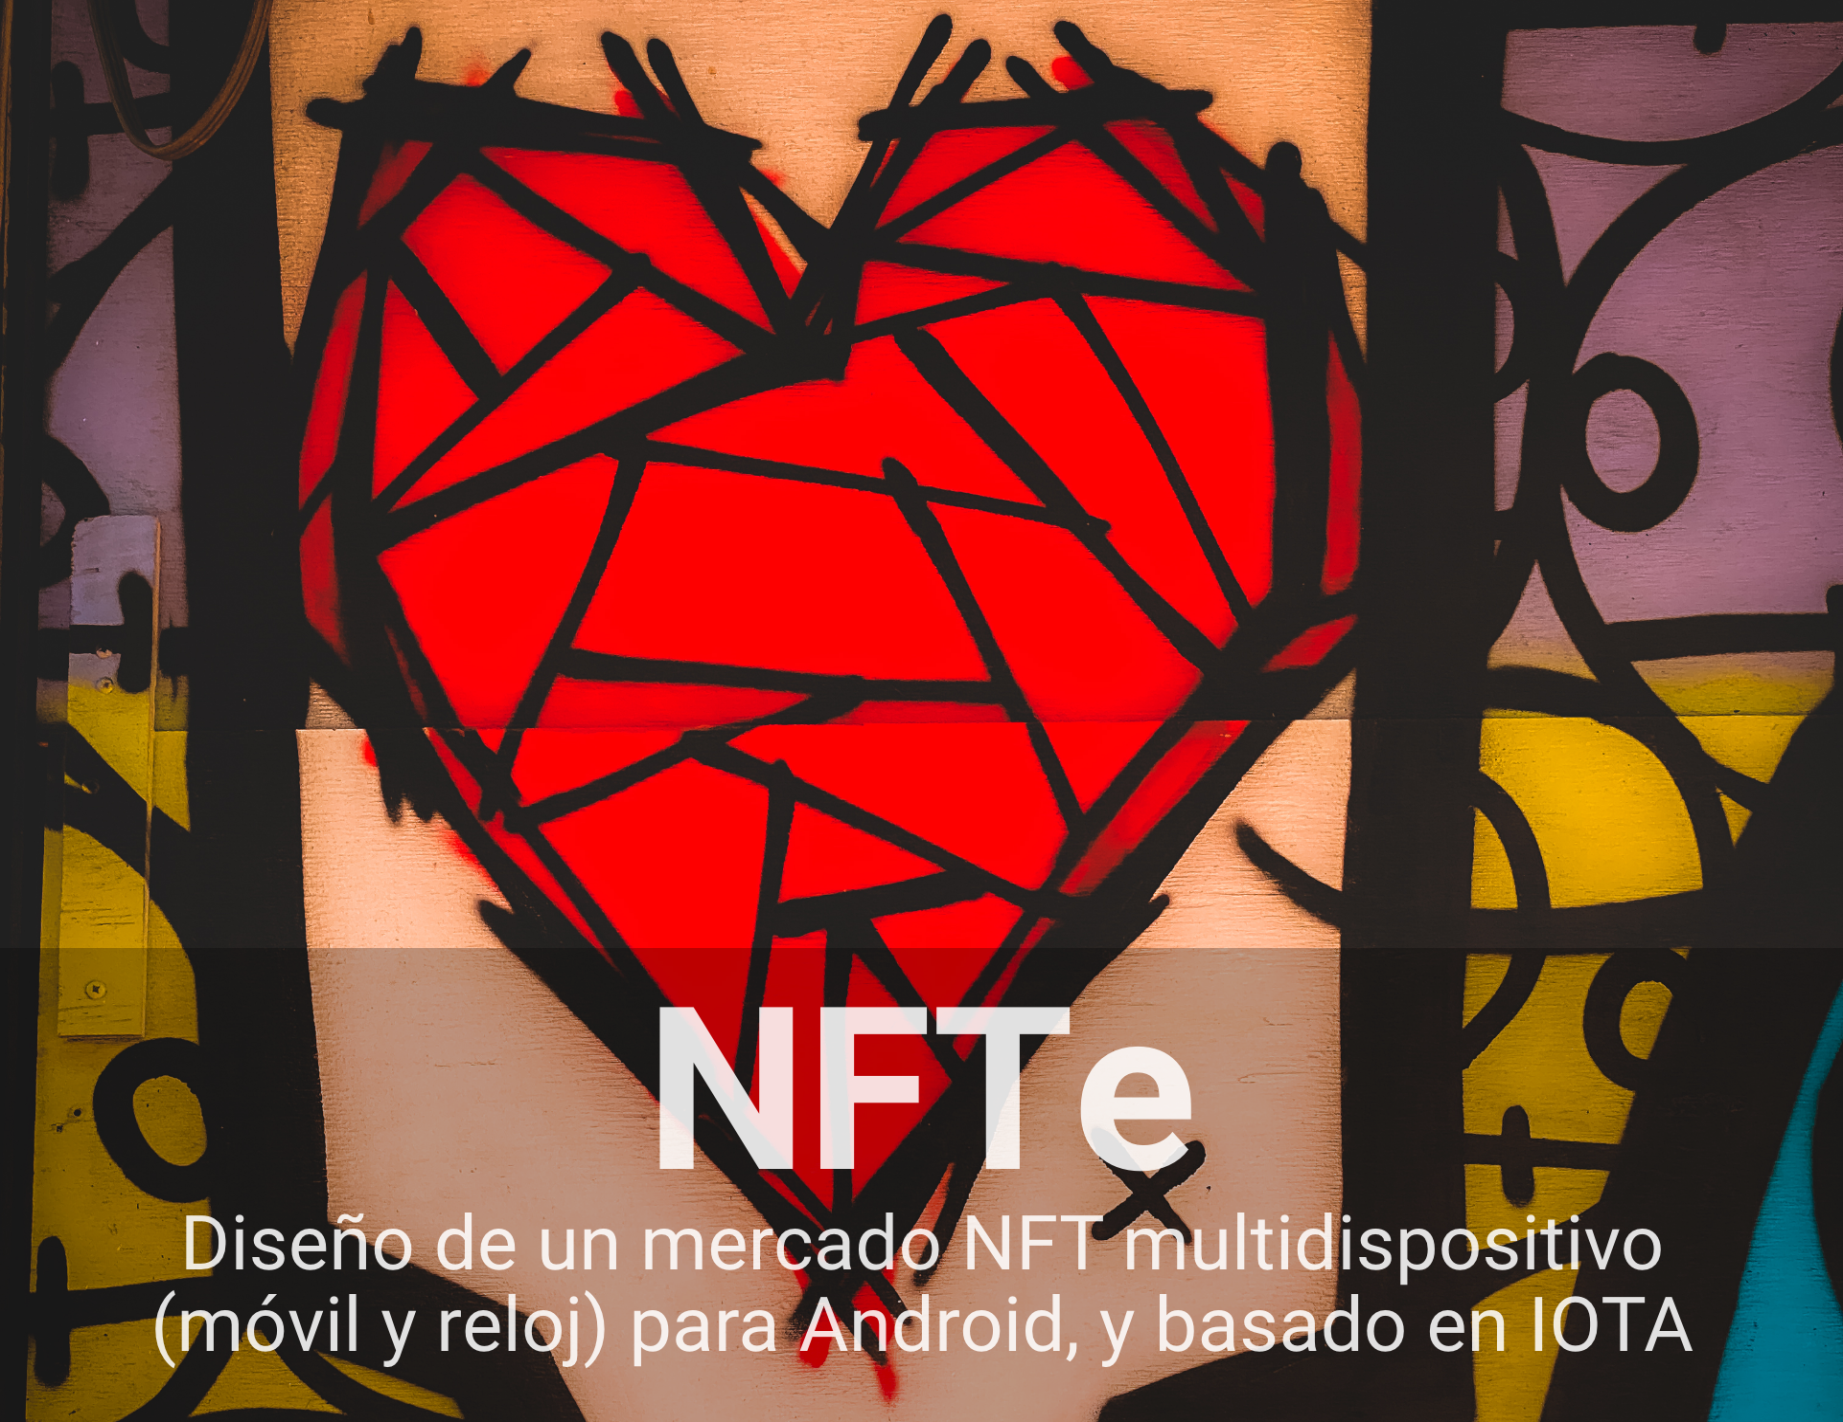 NFTe
Diseño de un mercado NFT multidispositivo
(móvil y reloj) para Android, y basado en IOTA